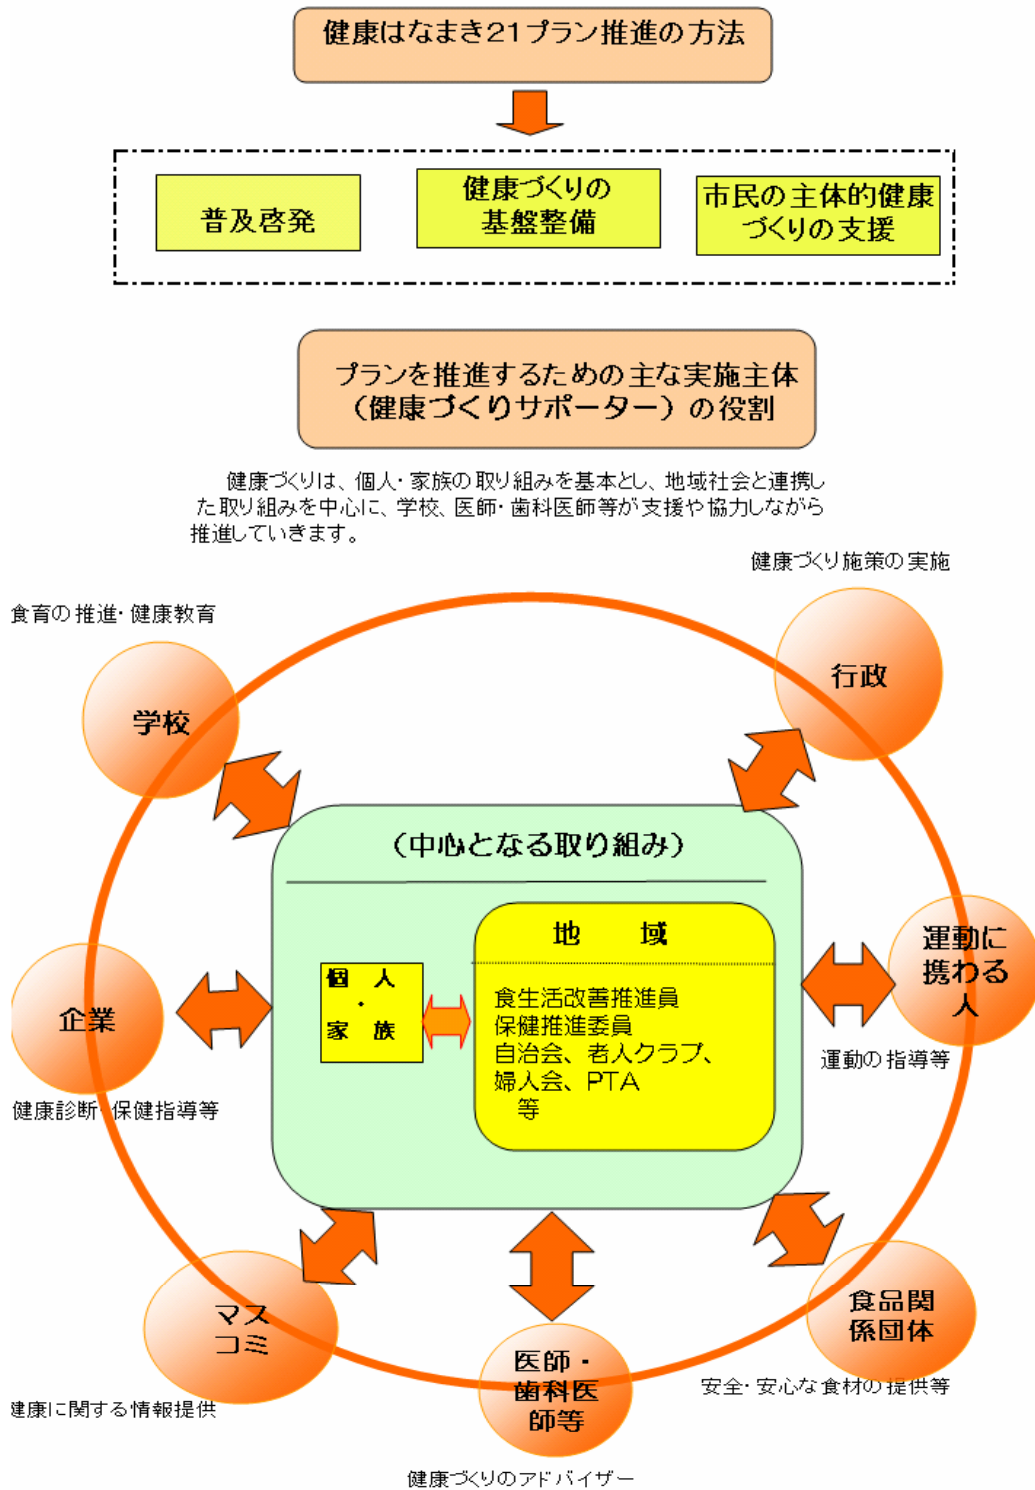 健康はなまき21プラン推進の方法
普及啓発
健康づくりの
基盤整備
市民の主体的健康
づくりの支援
プランを推進するための主な実施主体
(健康づくりサポーター)の役割
健康づくりは、個人・家族の取り組みを基本とし、地域社会と連携し
た取り組みを中心に、学校、医師・歯科医師等が支援や協力しながら
推進していきます。
健康づくり施策の実施
食育の推進・健康教育
行政
学校
(中心となる取り組み)
地　域
個　人
・
家　族
食生活改善推進員
保健推進委員
自治会、老人クラブ、
婦人会、PTA
等
運動に
携わる
人
運動の指導等
企業
健康診断・保健指導等
マス
コミ
健康に関する情報提供
医師・
歯科医
師等
健康づくりのアドバイザー
食品関
係団体
安全・安心な食材の提供等